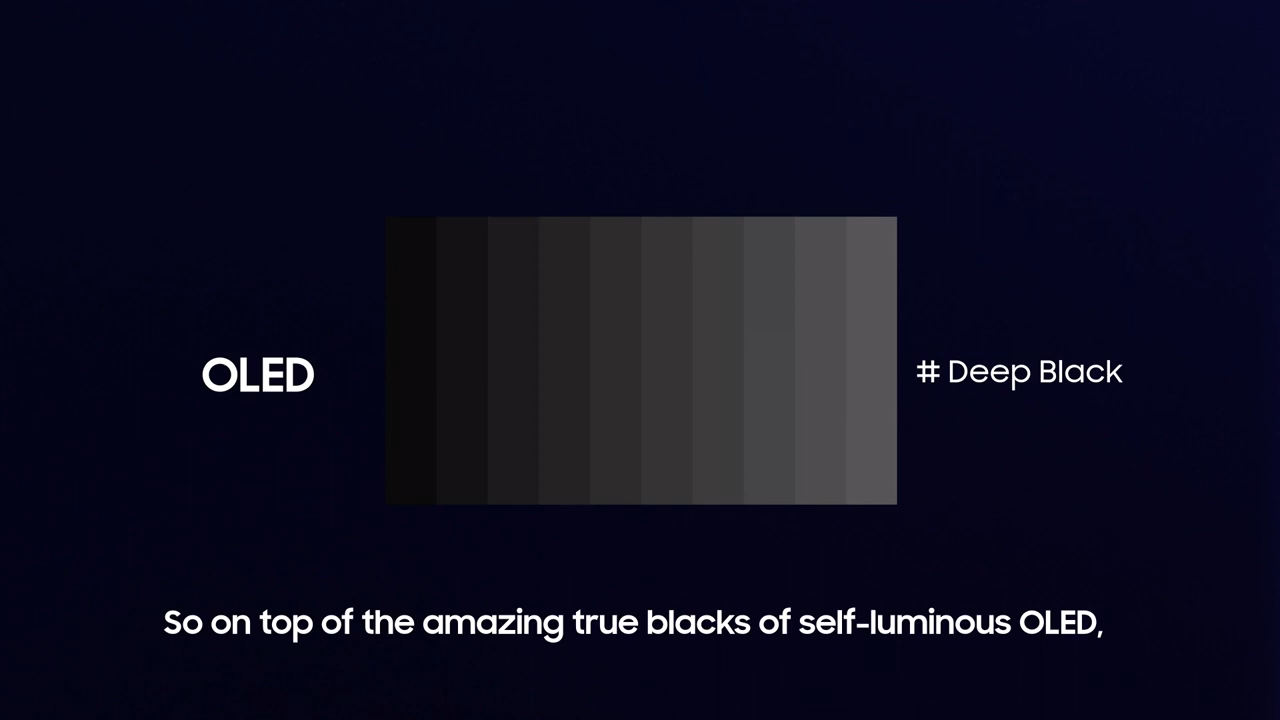 OLED
# Deep Black
So on top of the amazing true blacks of self-luminous OLED,